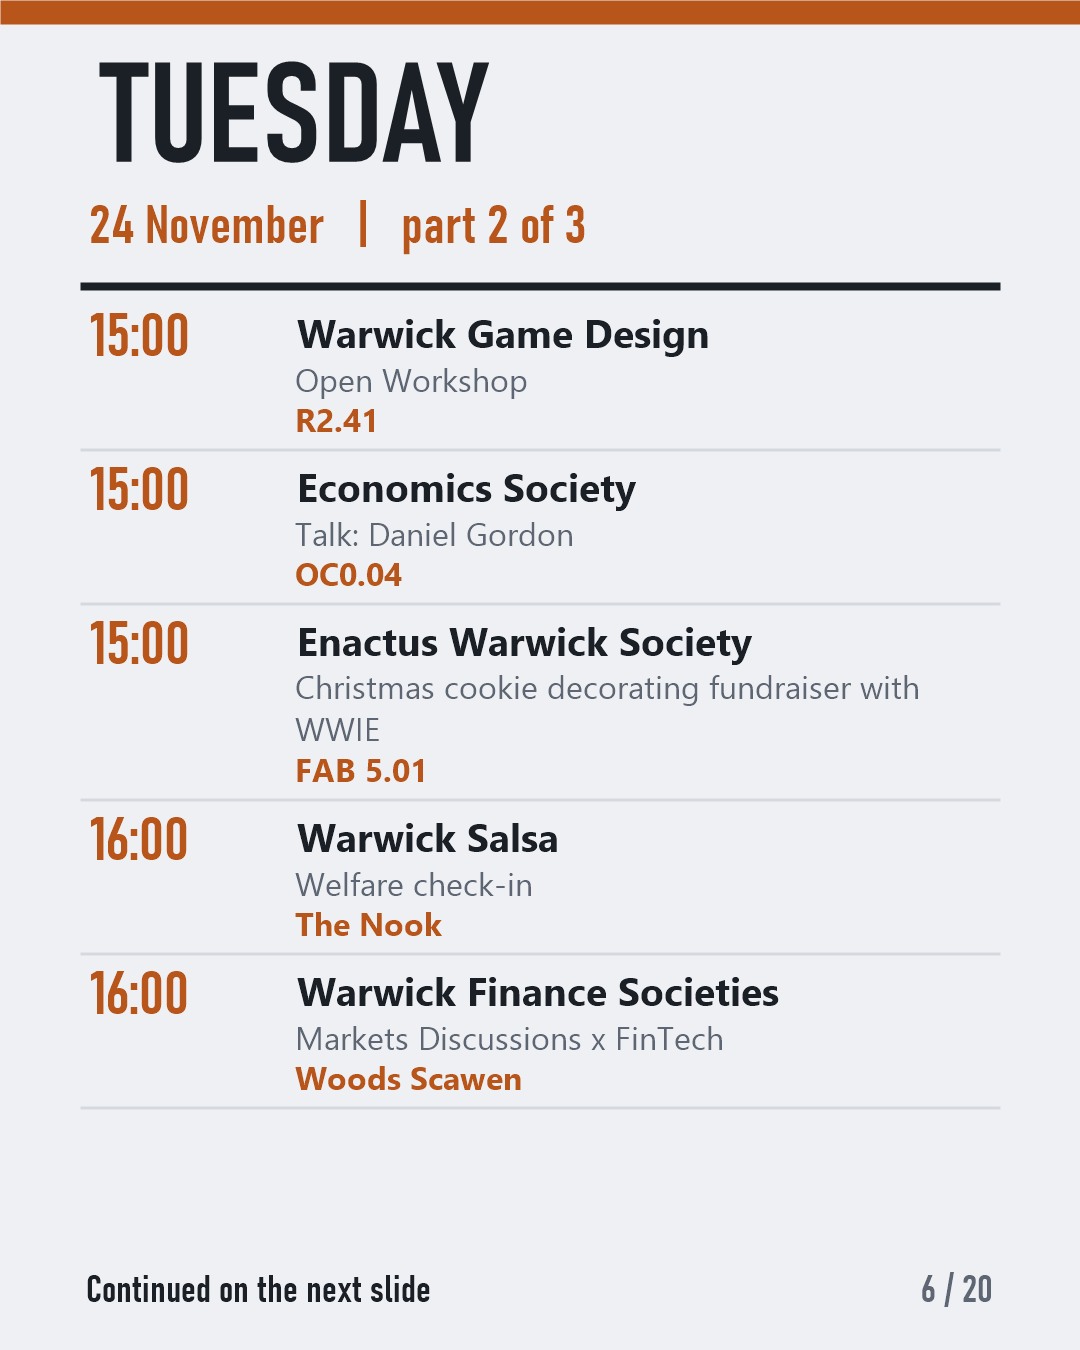 TUESDAY
24 November | part 2 of 3
15:00
Warwick Game Design
Open Workshop
R2.41
15:00
Economics Society
Talk: Daniel Gordon
OC0.04
15:00
Enactus Warwick Society
Christmas cookie decorating fundraiser with
WWIE
FAB 5.01
16:00
Warwick Salsa
Welfare check-in
The Nook
16:00
Warwick Finance Societies
Markets Discussions x FinTech
Woods Scawen
Continued on the next slide
6 / 20